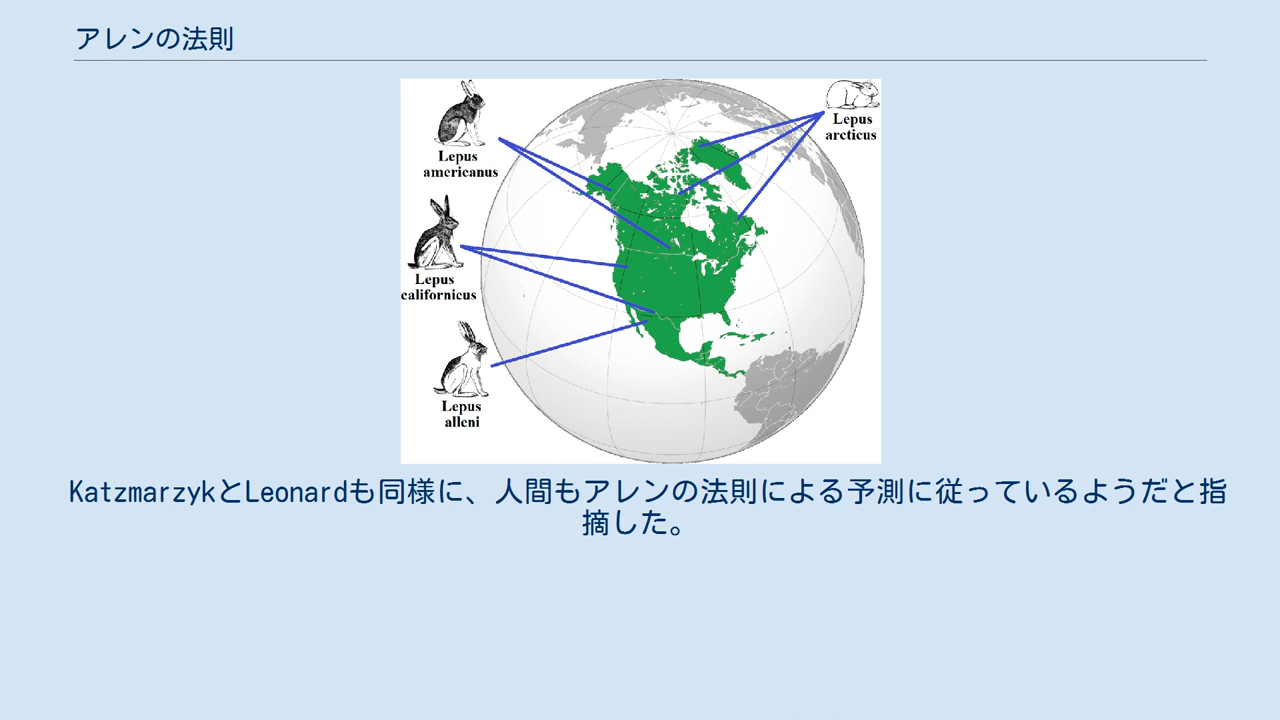 アレンの法則
Lepus
americanus
Lepus
arcticus
Lepus
californicus
Lepus
alleni
KatzmarzykとLeonardも同様に、人間もアレンの法則による予測に従っているようだと指
摘した。